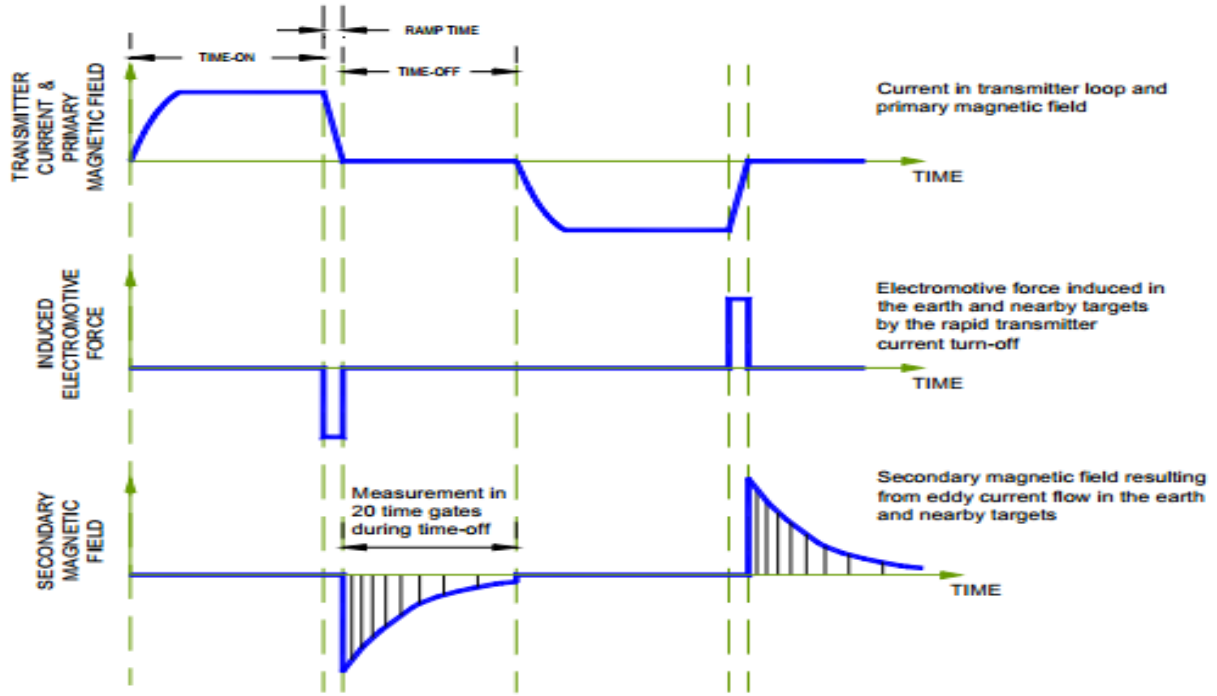 RAMP TIME
TIME-ON
TIME-OFF
TRANSMITTER
CURRENT &
PRIMARY
MAGNETIC FIELD
Current in transmitter loop and
primary magnetic field
TIME
INDUCED
ELECTROMOTIVE
FORCE
Electromotive force induced in
the earth and nearby targets
by the rapid transmitter
current turn-off
TIME
SECONDARY
MAGNETIC
FIELD
Measurement in
20 time gates
during time-off
Secondary magnetic field resulting
from eddy current flow in the earth
and nearby targets
TIME